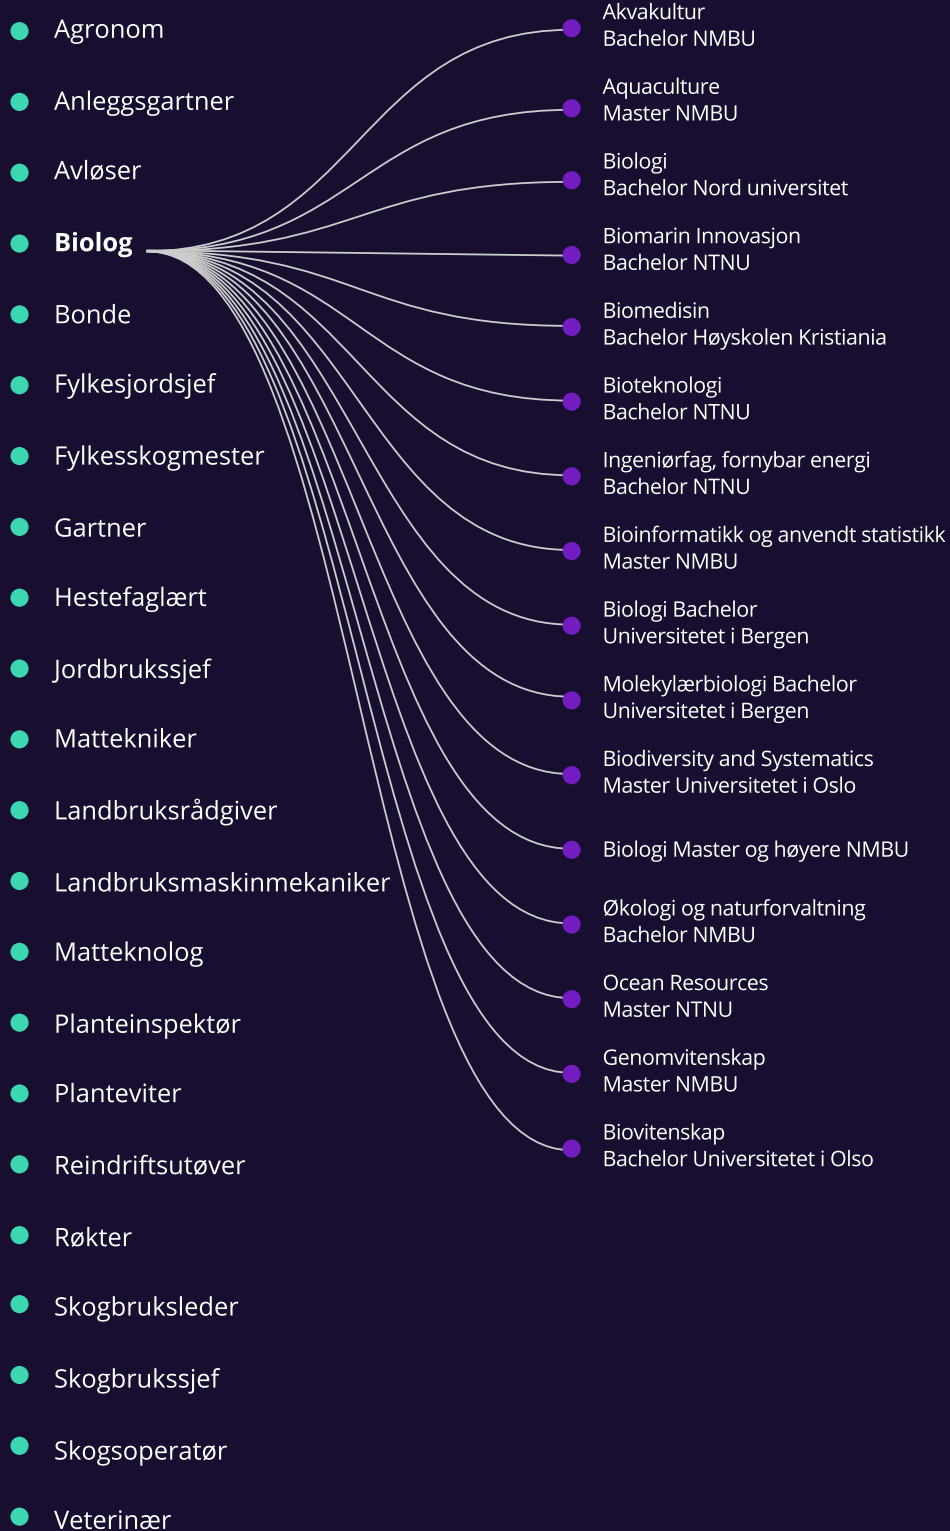 Agronom
Anleggsgartner
Avløser
Biolog
Bonde
Fylkesjordsjef
Fylkesskogmester
Gartner
Hestefaglært
Jordbrukssjef
Mattekniker
Landbruksrådgiver
Landbruksmaskinmekaniker
Matteknolog
Planteinspektør
Planteviter
Reindriftsutøver
Røkter
Skogbruksleder
Skogbrukssjef
Skogsoperatør
Veterinær
Akvakultur
Bachelor NMBU
Aquaculture
Master NMBU
Biologi
Bachelor Nord universitet
Biomarin Innovasjon
Bachelor NTNU
Biomedisin
Bachelor Høyskolen Kristiania
Bioteknologi
Bachelor NTNU
Ingeniørfag, fornybar energi
Bachelor NTNU
Bioinformatikk og anvendt statistikk
Master NMBU
Biologi Bachelor
Universitetet i Bergen
Molekylærbiologi Bachelor
Universitetet i Bergen
Biodiversity and Systematics
Master Universitetet i Oslo
Biologi Master og høyere NMBU
Økologi og naturforvaltning
Bachelor NMBU
Ocean Resources
Master NTNU
Genomvitenskap
Master NMBU
Biovitenskap
Bachelor Universitetet i Olso